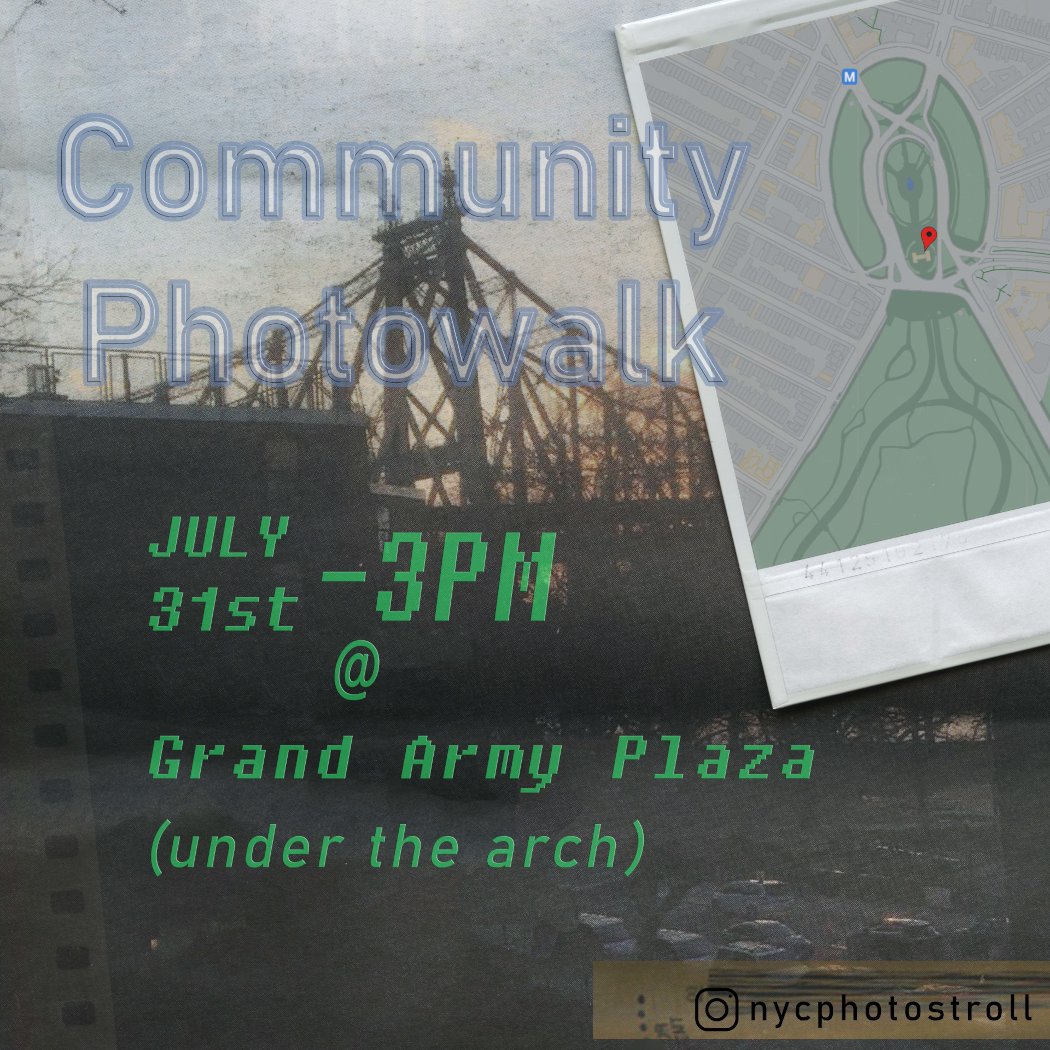 Community
Photowalk
M
JULY
31st
-3PM
@
Grand Army Plaza
(under the arch)
nycphotostroll